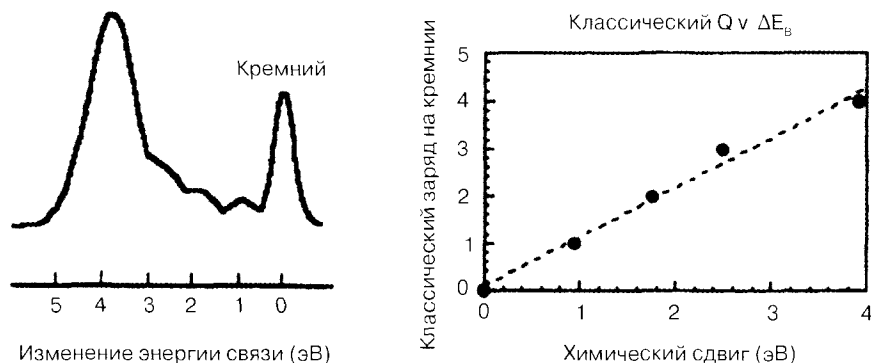 Кремний
5 4 3 2 1 0
Изменение энергии связи (эВ)
Классический Q v ΔE_B
Классический заряд на кремнии
5
4
3
2
1
0
0 1 2 3 4
Химический сдвиг (эВ)